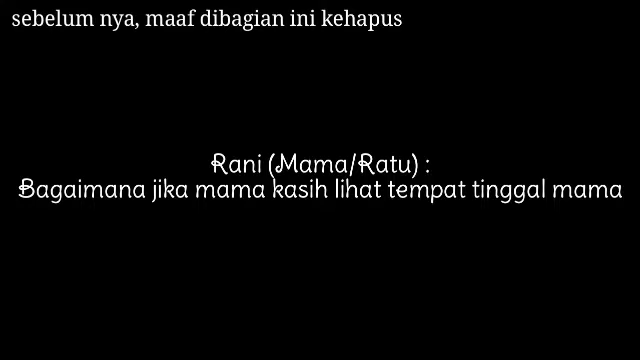 sebelum nya, maaf dibagian ini kehapus
Rani (Mama/Ratu) :
Bagaimana jika mama kasih lihat tempat tinggal mama